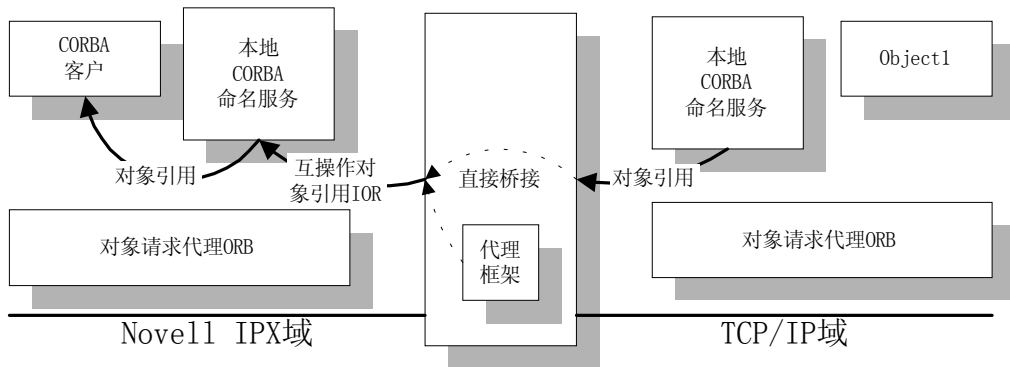 CORBA
客户
本地
CORBA
命名服务
本地
CORBA
命名服务
Object1
对象引用
互操作对
象引用IOR
直接桥接
对象引用
对象请求代理ORB
代理
框架
对象请求代理ORB
Novell IPX域
TCP/IP域